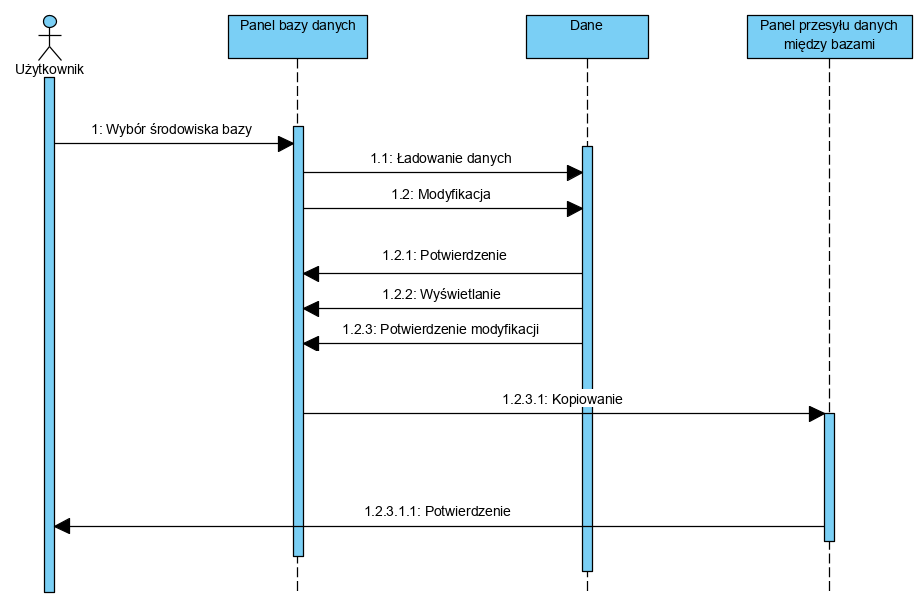 Panel bazy danych
Dane
Panel przesyłu danych
między bazami
Użytkownik
1: Wybór środowiska bazy
1.1: Ładowanie danych
1.2: Modyfikacja
1.2.1: Potwierdzenie
1.2.2: Wyświetlanie
1.2.3: Potwierdzenie modyfikacji
1.2.3.1: Kopiowanie
1.2.3.1.1: Potwierdzenie